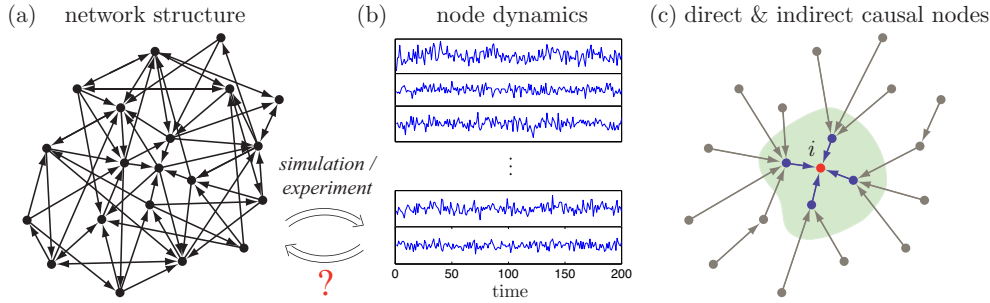 (a) network structure
(b) node dynamics
(c) direct & indirect causal nodes
simulation /
experiment
?
⋮
0 50 100 150 200
time
i